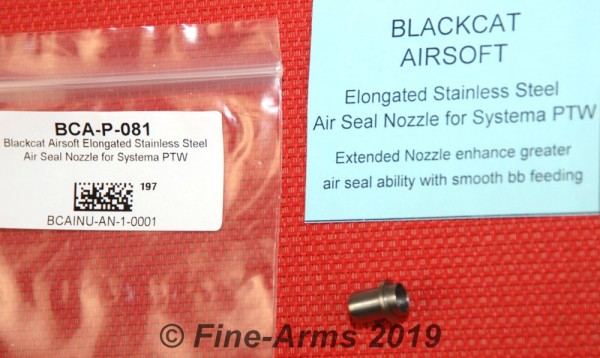 BCA-P-081
Blackcat Airsoft Elongated Stainless Steel
Air Seal Nozzle for Systema PTW
197
BCAINU-AN-1-0001
BLACKCAT
AIRSOFT
Elongated Stainless Steel
Air Seal Nozzle for Systema PTW
Extended Nozzle enhance greater
air seal ability with smooth bb feeding
© Fine-Arms 2019